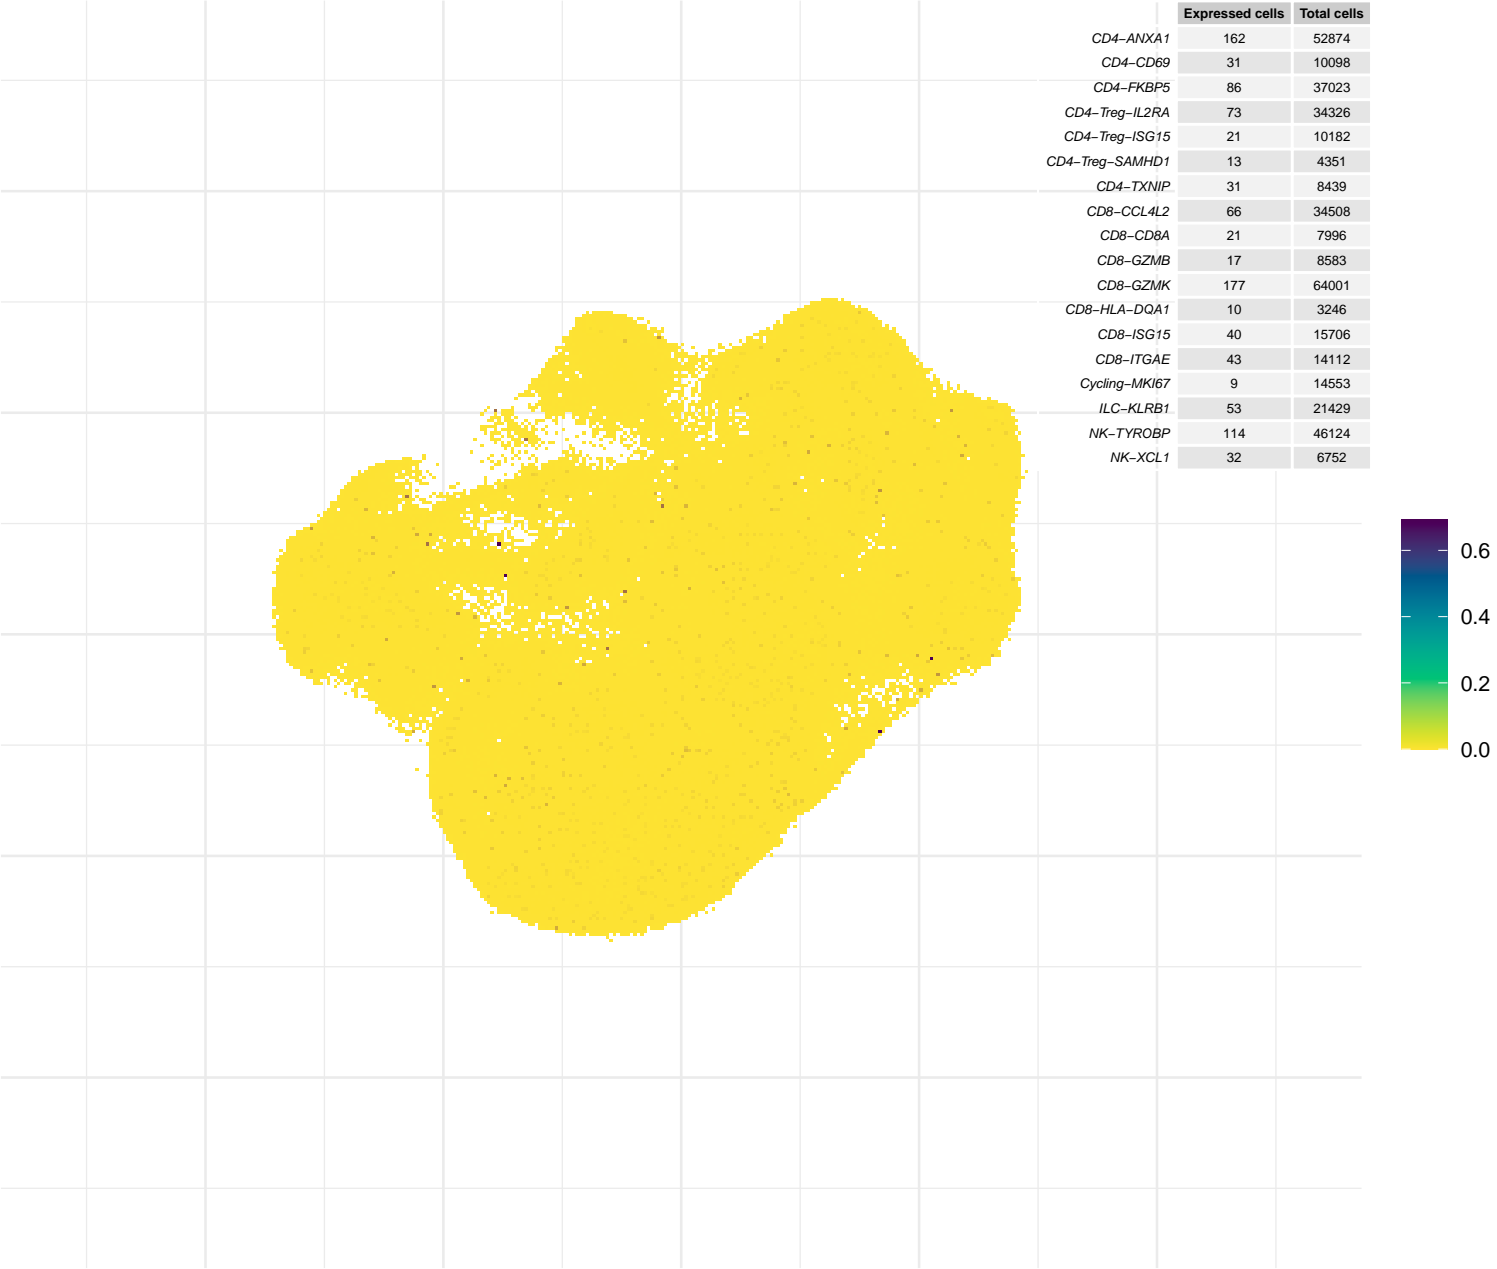 Expressed cells Total cells
CD4−ANXA1 162 52874
CD4−CD69 31 10098
CD4−FKBP5 86 37023
CD4−Treg−IL2RA 73 34326
CD4−Treg−ISG15 21 10182
CD4−Treg−SAMHD1 13 4351
CD4−TXNIP 31 8439
CD8−CCL4L2 66 34508
CD8−CD8A 21 7996
CD8−GZMB 17 8583
CD8−GZMK 177 64001
CD8−HLA−DQA1 10 3246
CD8−ISG15 40 15706
CD8−ITGAE 43 14112
Cycling−MKI67 9 14553
ILC−KLRB1 53 21429
NK−TYROBP 114 46124
NK−XCL1 32 6752
0.6
0.4
0.2
0.0